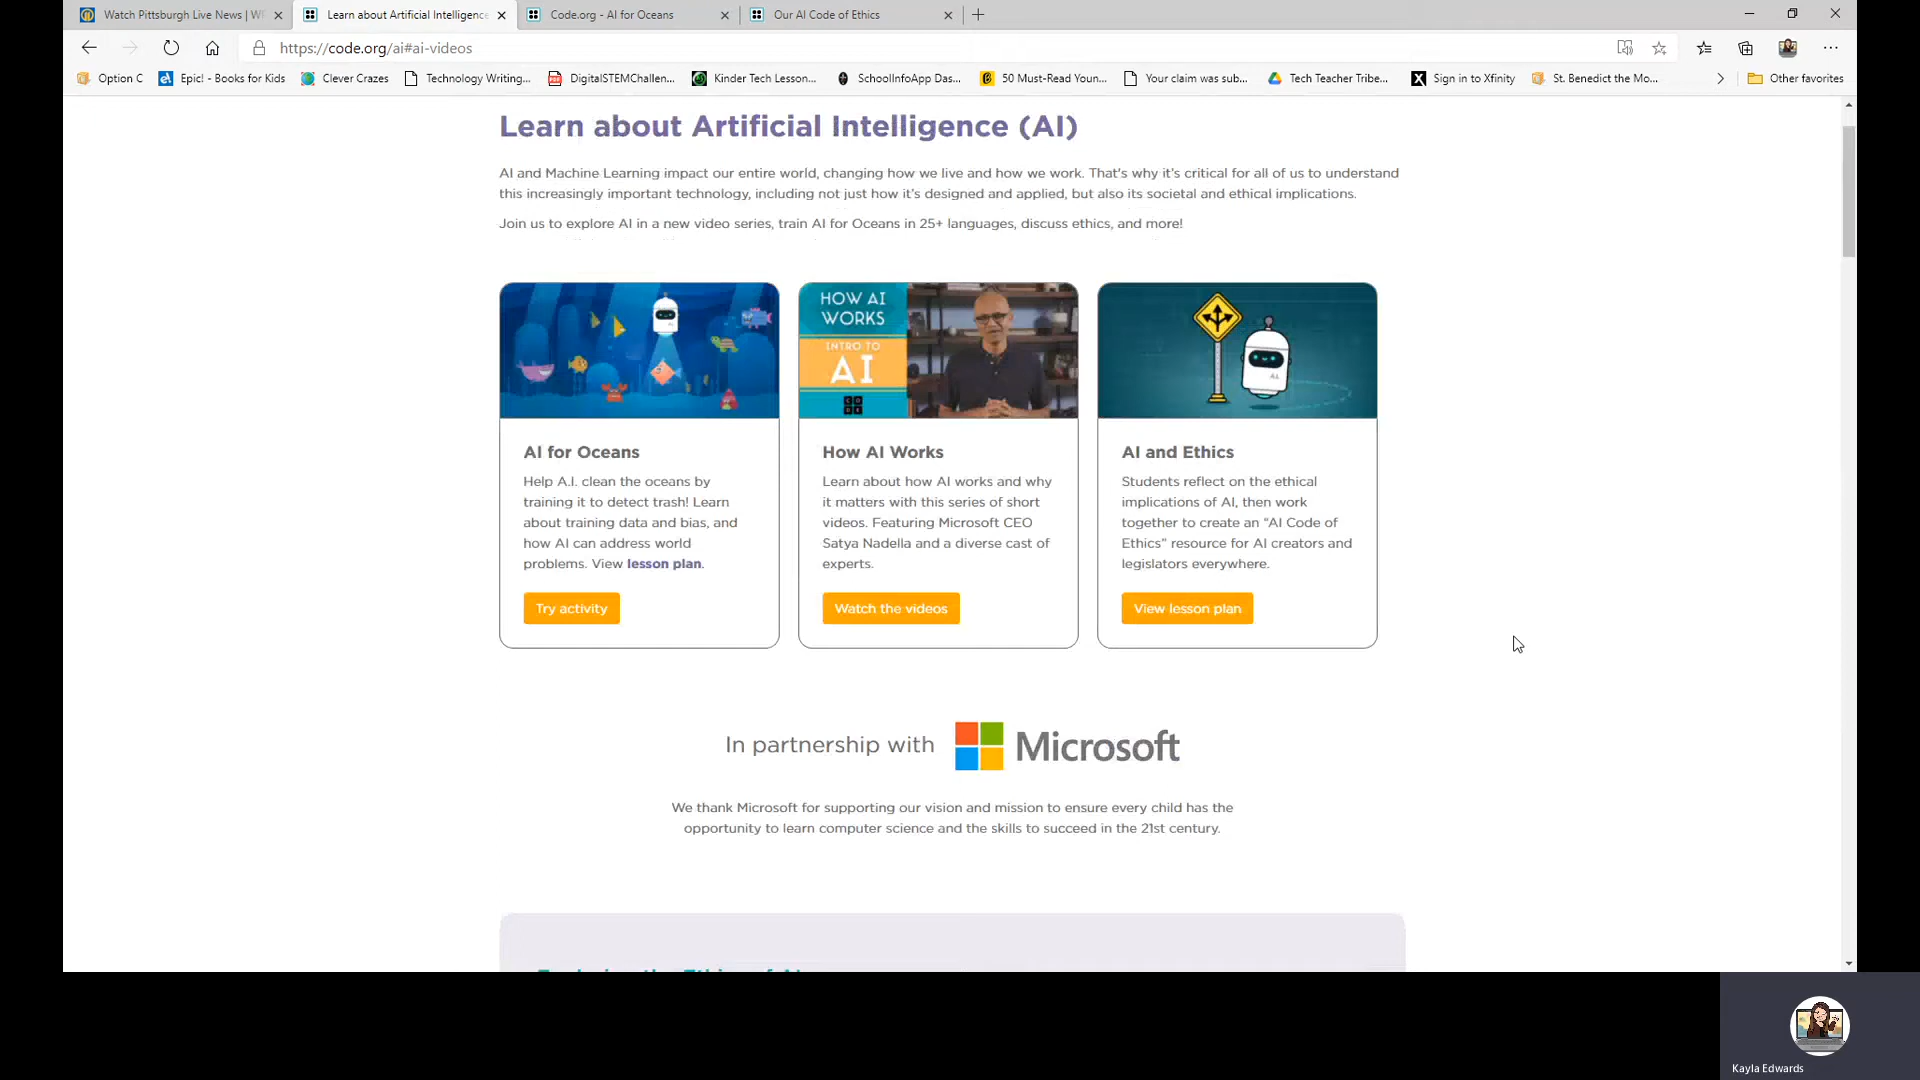 Watch Pittsburgh Live News | W
Learn about Artificial Intelligence
Code.org - AI for Oceans
Our AI Code of Ethics
https://code.org/ai#ai-videos
Option C
Epic! - Books for Kids
Clever Crazes
Technology Writing...
DigitalSTEMChallen...
Kinder Tech Lesson...
SchoolInfoApp Das...
50 Must-Read Youn...
Your claim was sub...
Tech Teacher Tribe...
Sign in to Xfinity
St. Benedict the Mo...
Other favorites
Learn about Artificial Intelligence (AI)
AI and Machine Learning impact our entire world, changing how we live and how we work. That's why it's critical for all of us to understand
this increasingly important technology, including not just how it's designed and applied, but also its societal and ethical implications.
Join us to explore AI in a new video series, train AI for Oceans in 25+ languages, discuss ethics, and more!
AI for Oceans
Help A.I. clean the oceans by
training it to detect trash! Learn
about training data and bias, and
how AI can address world
problems. View lesson plan.
Try activity
HOW AI
WORKS
INTRO TO
AI
How AI Works
Learn about how AI works and why
it matters with this series of short
videos. Featuring Microsoft CEO
Satya Nadella and a diverse cast of
experts.
Watch the videos
AI
AI and Ethics
Students reflect on the ethical
implications of AI, then work
together to create an “AI Code of
Ethics” resource for AI creators and
legislators everywhere.
View lesson plan
In partnership with
Microsoft
We thank Microsoft for supporting our vision and mission to ensure every child has the
opportunity to learn computer science and the skills to succeed in the 21st century.
Kayla Edwards